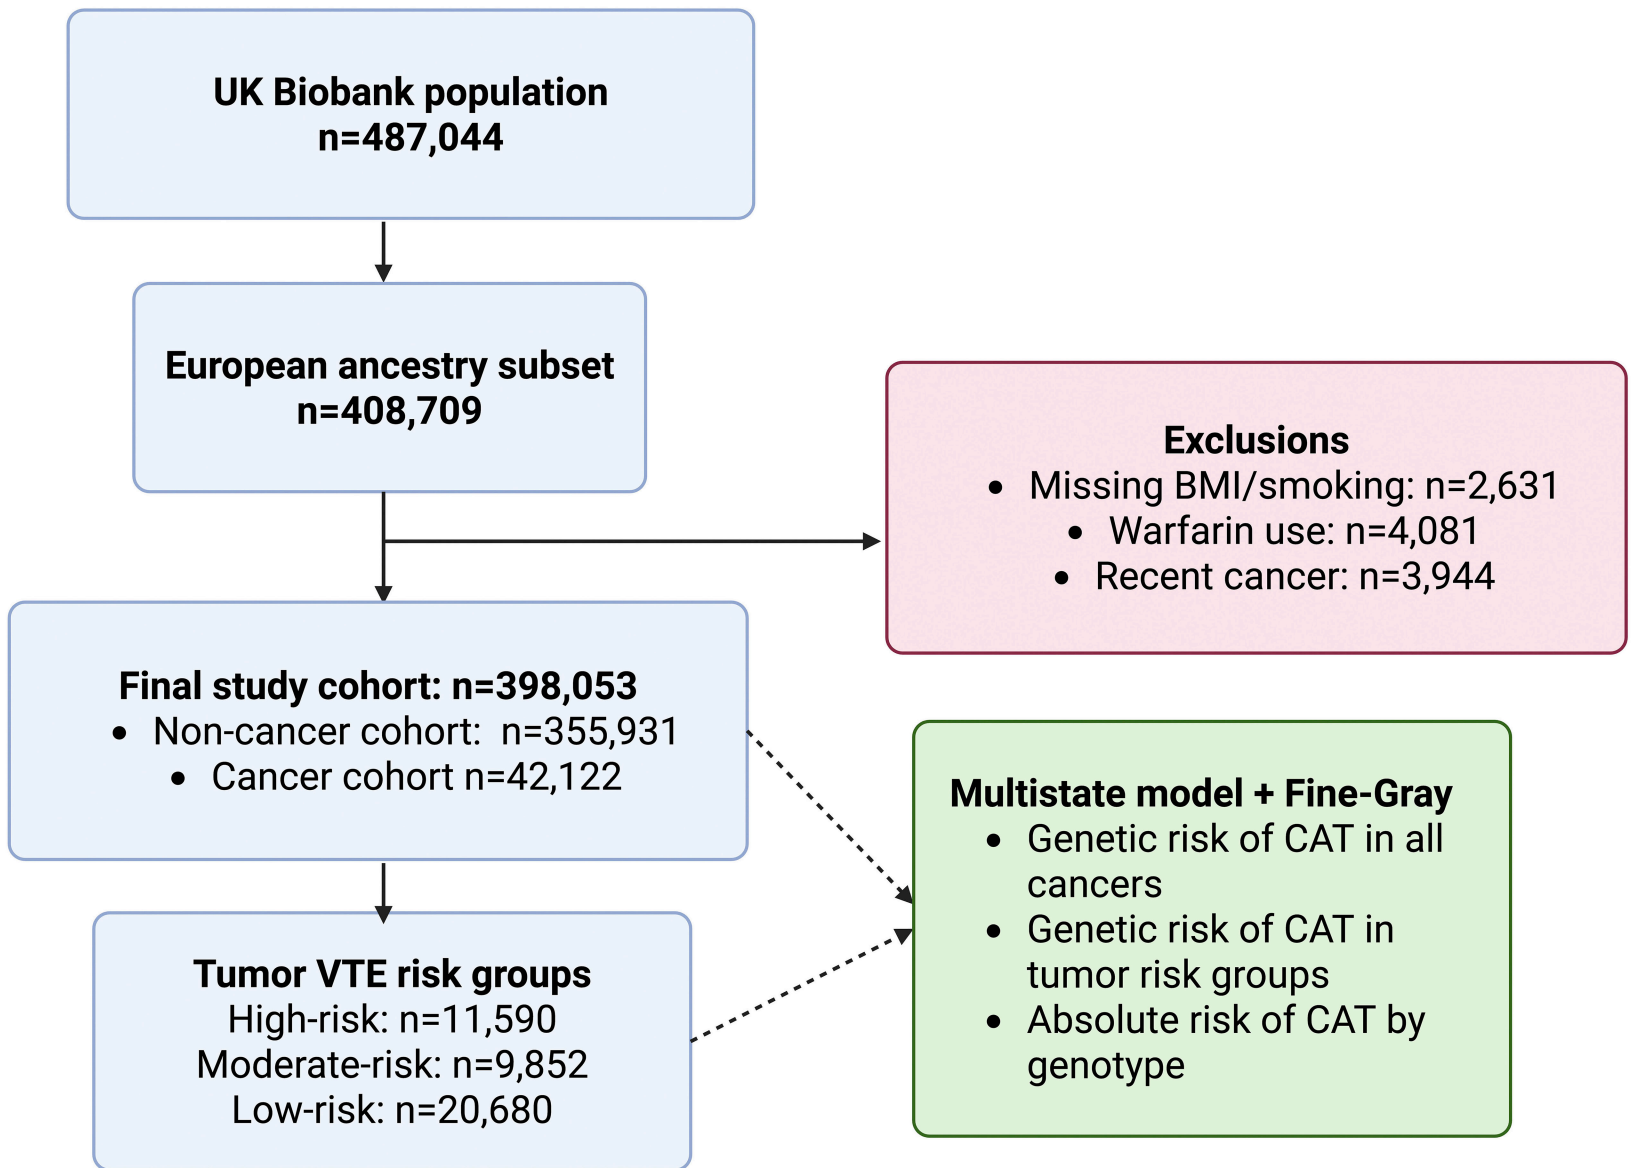 UK Biobank population
n=487,044
European ancestry subset
n=408,709
Exclusions
• Missing BMI/smoking: n=2,631
• Warfarin use: n=4,081
• Recent cancer: n=3,944
Final study cohort: n=398,053
• Non-cancer cohort:  n=355,931
• Cancer cohort n=42,122
Multistate model + Fine-Gray
• Genetic risk of CAT in all
cancers
• Genetic risk of CAT in
tumor risk groups
• Absolute risk of CAT by
genotype
Tumor VTE risk groups
High-risk: n=11,590
Moderate-risk: n=9,852
Low-risk: n=20,680